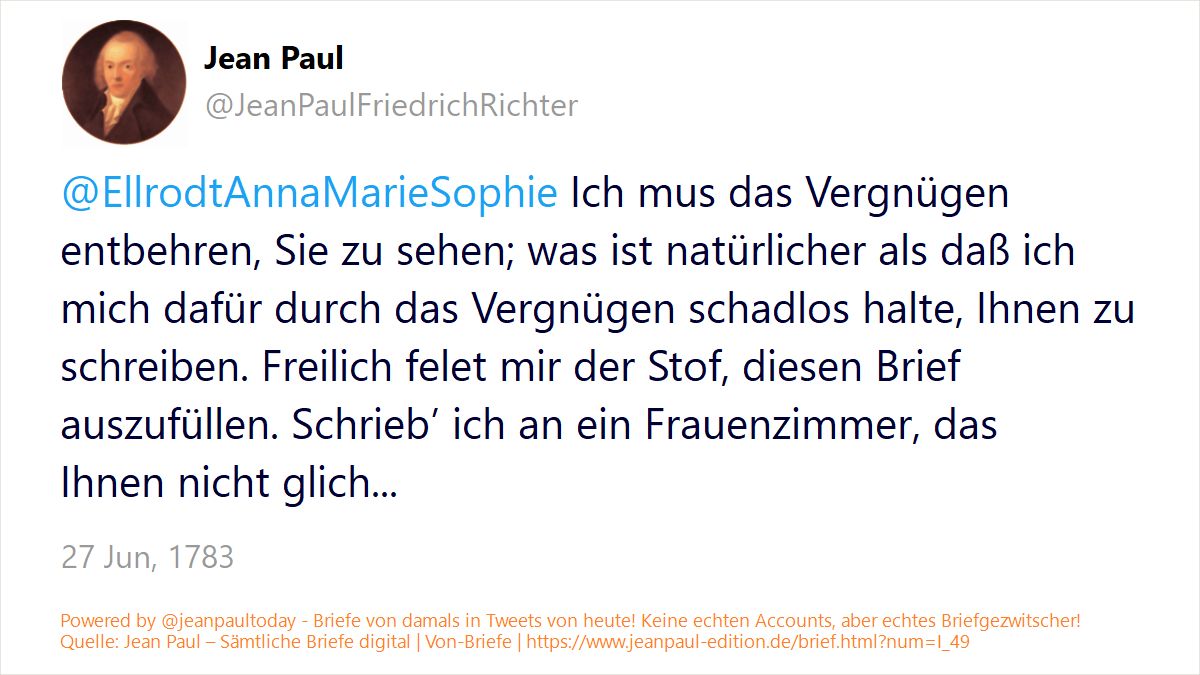 Jean Paul
@JeanPaulFriedrichRichter
@EllrodtAnnaMarieSophie Ich mus das Vergnügen
entbehren, Sie zu sehen; was ist natürlicher als daß ich
mich dafür durch das Vergnügen schadlos halte, Ihnen zu
schreiben. Freilich felet mir der Stof, diesen Brief
auszufüllen. Schrieb’ ich an ein Frauenzimmer, das
Ihnen nicht glich...
27 Jun, 1783
Powered by @jeanpaultoday - Briefe von damals in Tweets von heute! Keine echten Accounts, aber echtes Briefgezwitscher!
Quelle: Jean Paul – Sämtliche Briefe digital | Von-Briefe | https://www.jeanpaul-edition.de/brief.html?num=I_49